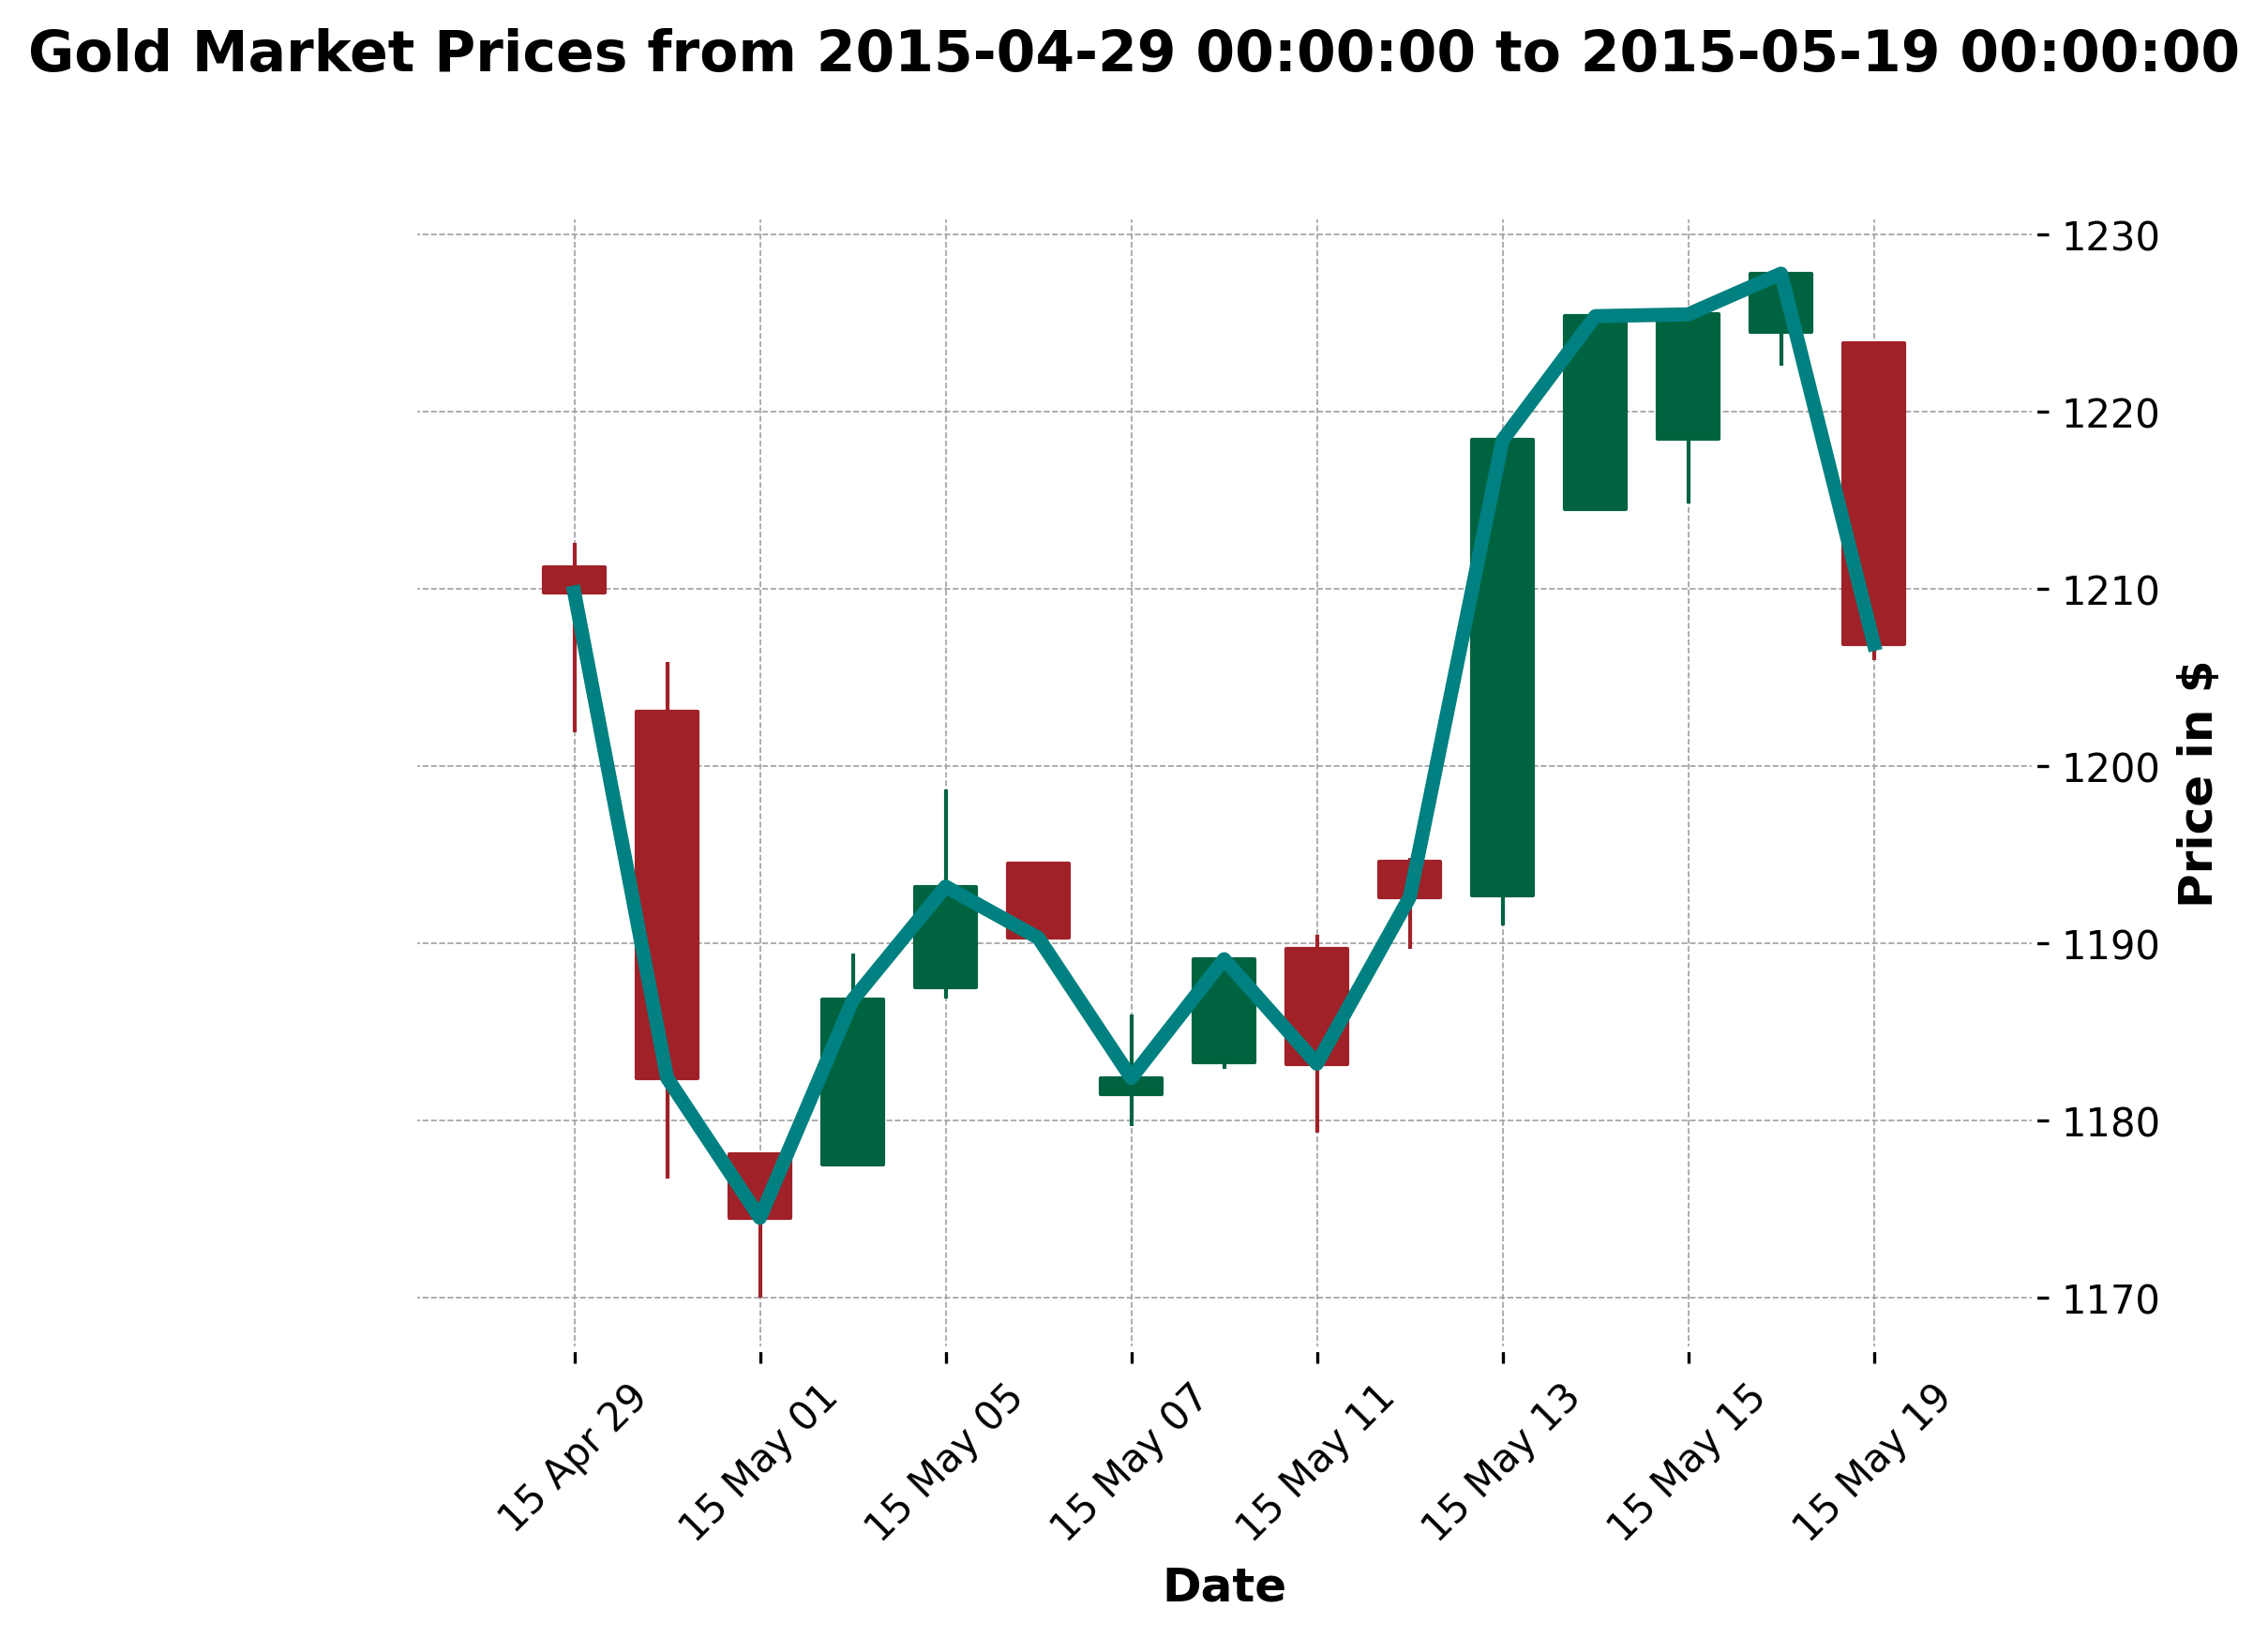 Gold Market Prices from 2015-04-29 00:00:00 to 2015-05-19 00:00:00
1230
1220
1210
1200
1190
1180
1170
Price in $
15 Apr 29
15 May 01
15 May 05
15 May 07
15 May 11
15 May 13
15 May 15
15 May 19
Date